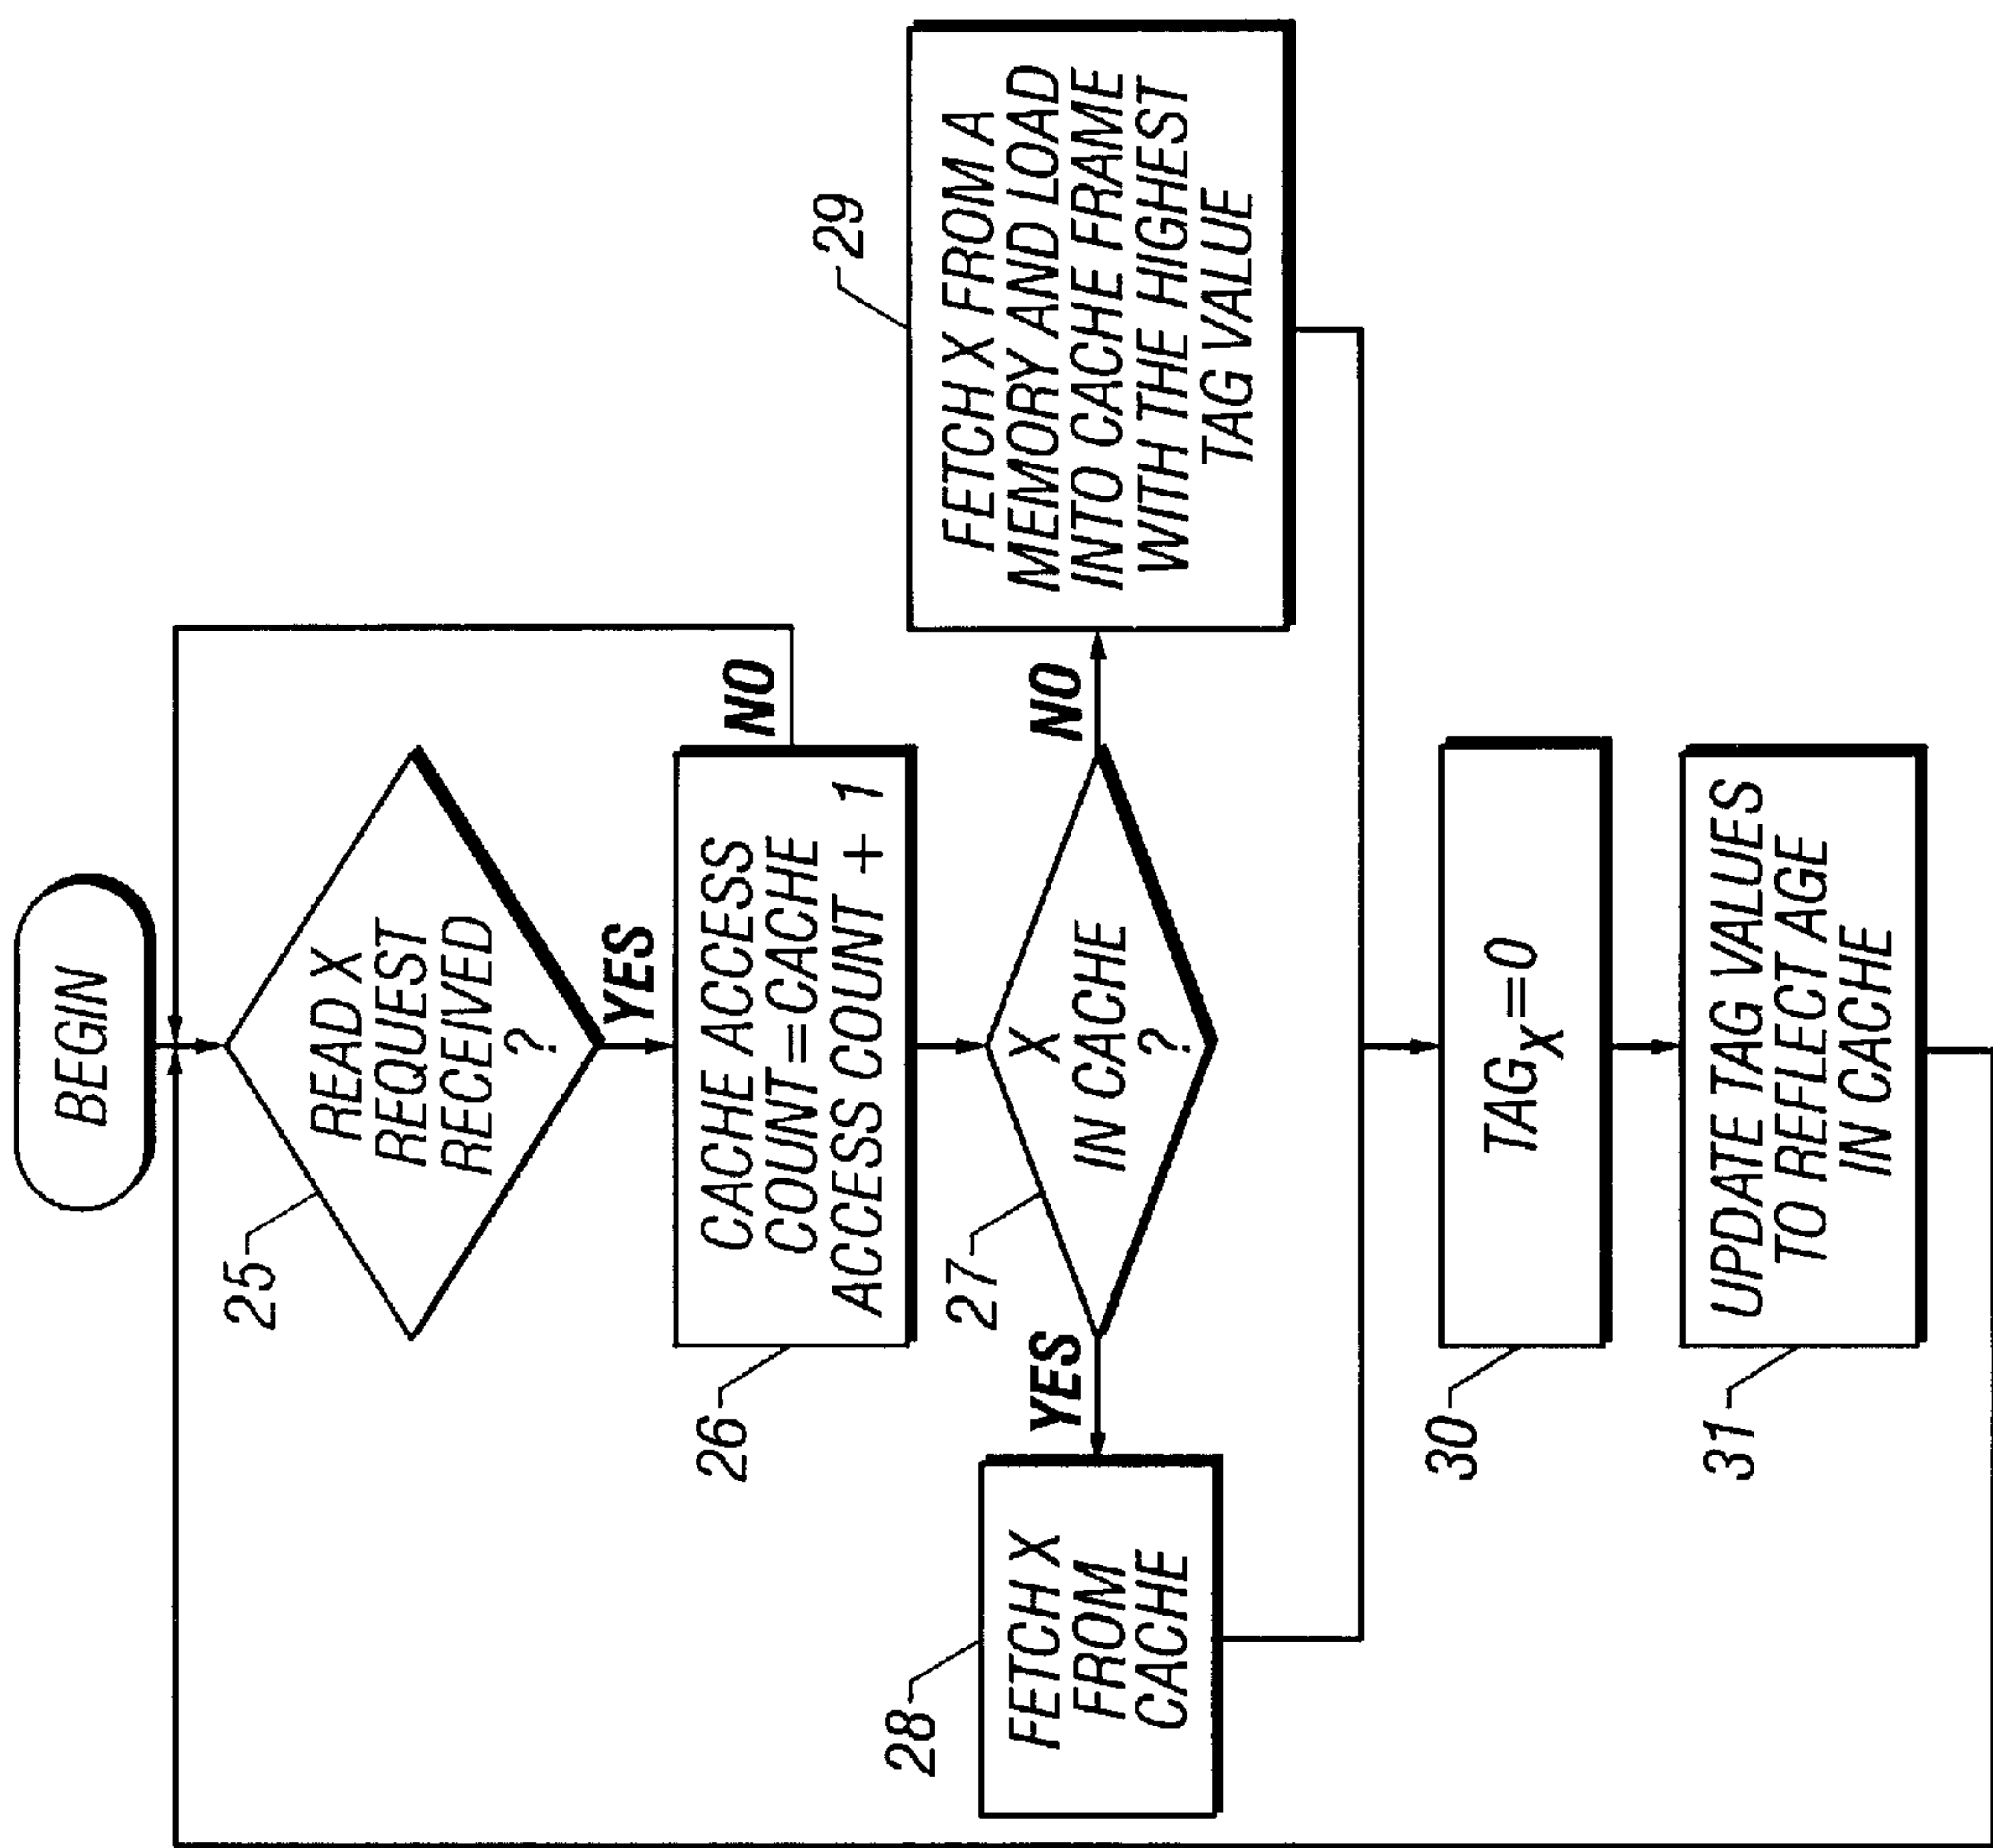 BEGIN
25
READ X
REQUEST
RECEIVED
?
YES
NO
26
CACHE ACCESS
COUNT=CACHE
ACCESS COUNT + 1
27
X
IN CACHE
?
YES
NO
28
FETCH X
FROM
CACHE
29
FETCH X FROM A
MEMORY AND LOAD
INTO CACHE FRAME
WITH THE HIGHEST
TAG VALUE
30
TAGX=0
31
UPDATE TAG VALUES
TO REFLECT AGE
IN CACHE